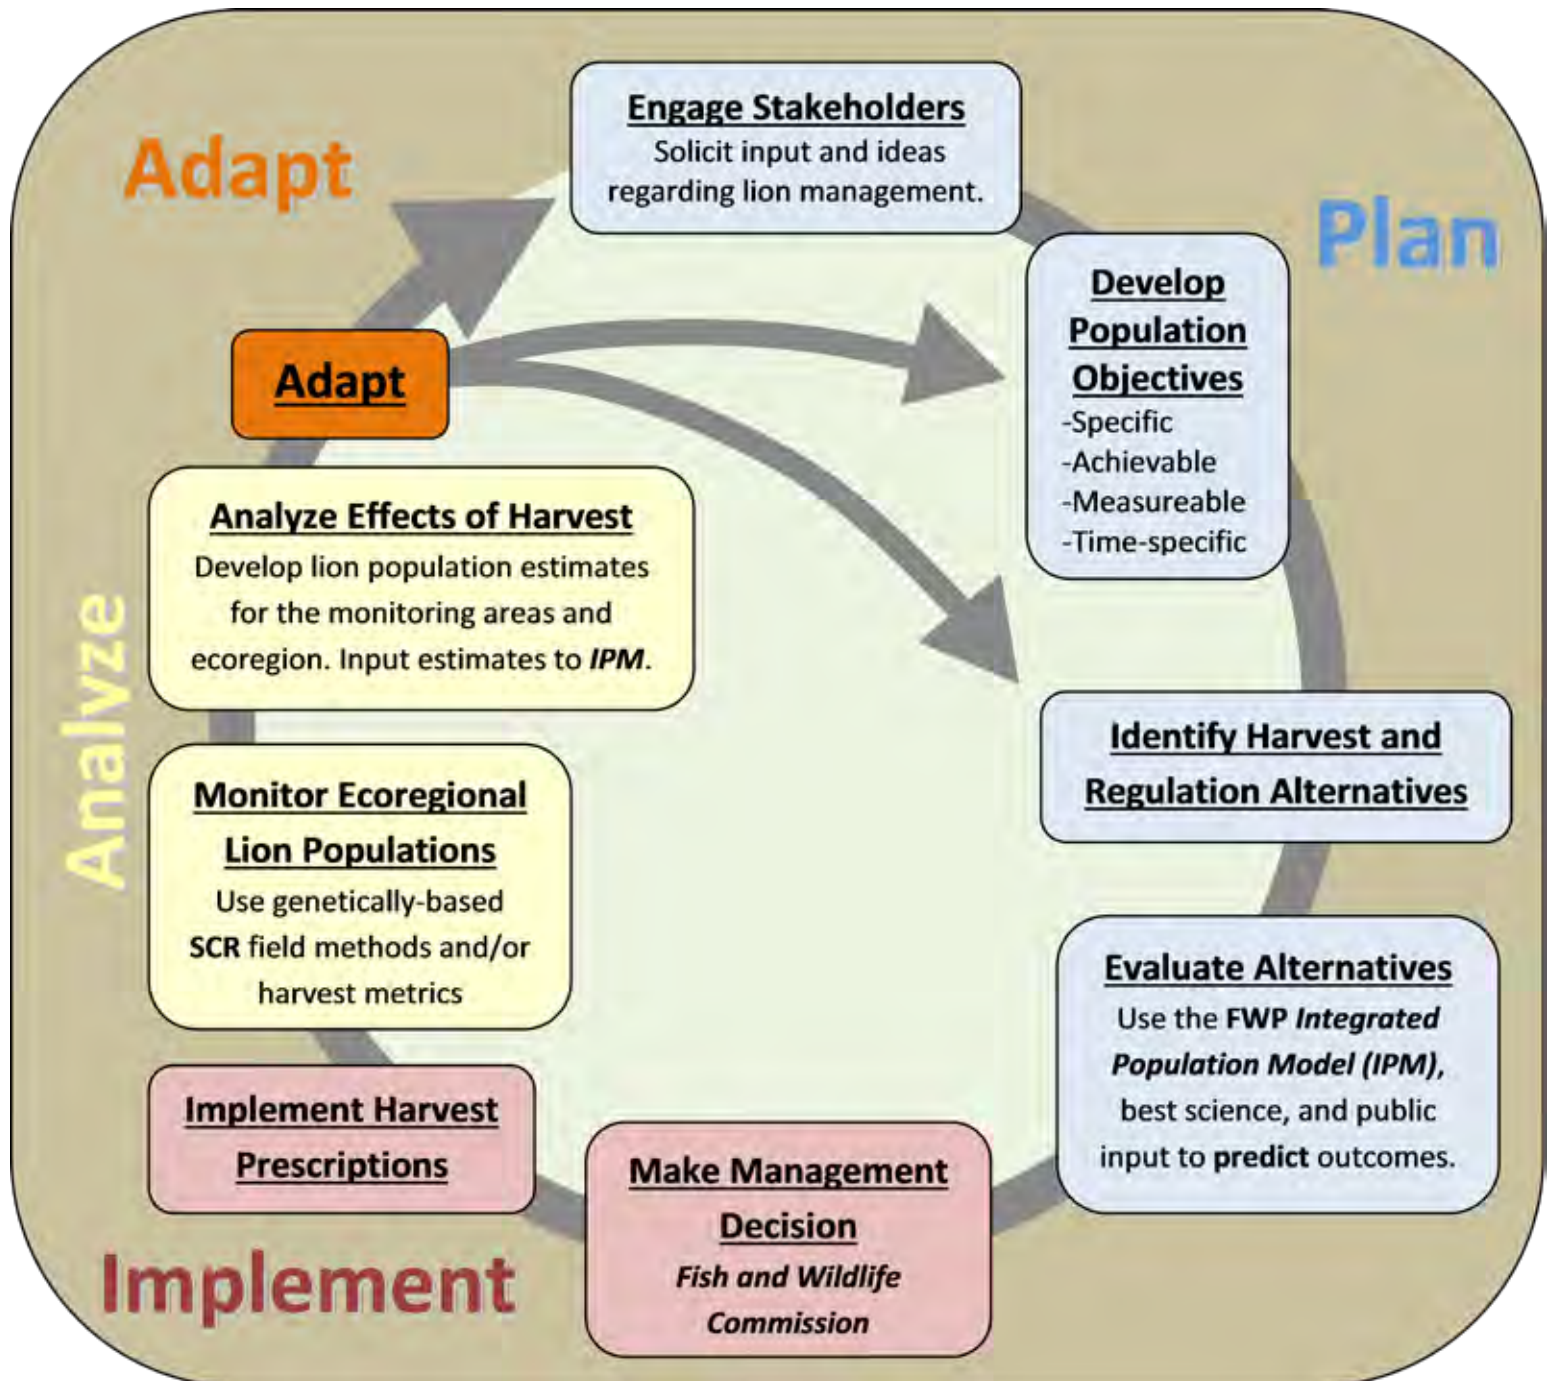 Adapt
Plan
Analyze
Implement
Engage Stakeholders
Solicit input and ideas
regarding lion management.
Develop
Population
Objectives
-Specific
-Achievable
-Measureable
-Time-specific
Identify Harvest and
Regulation Alternatives
Evaluate Alternatives
Use the FWP Integrated
Population Model (IPM),
best science, and public
input to predict outcomes.
Make Management
Decision
Fish and Wildlife
Commission
Implement Harvest
Prescriptions
Monitor Ecoregional
Lion Populations
Use genetically-based
SCR field methods and/or
harvest metrics
Analyze Effects of Harvest
Develop lion population estimates
for the monitoring areas and
ecoregion. Input estimates to IPM.
Adapt